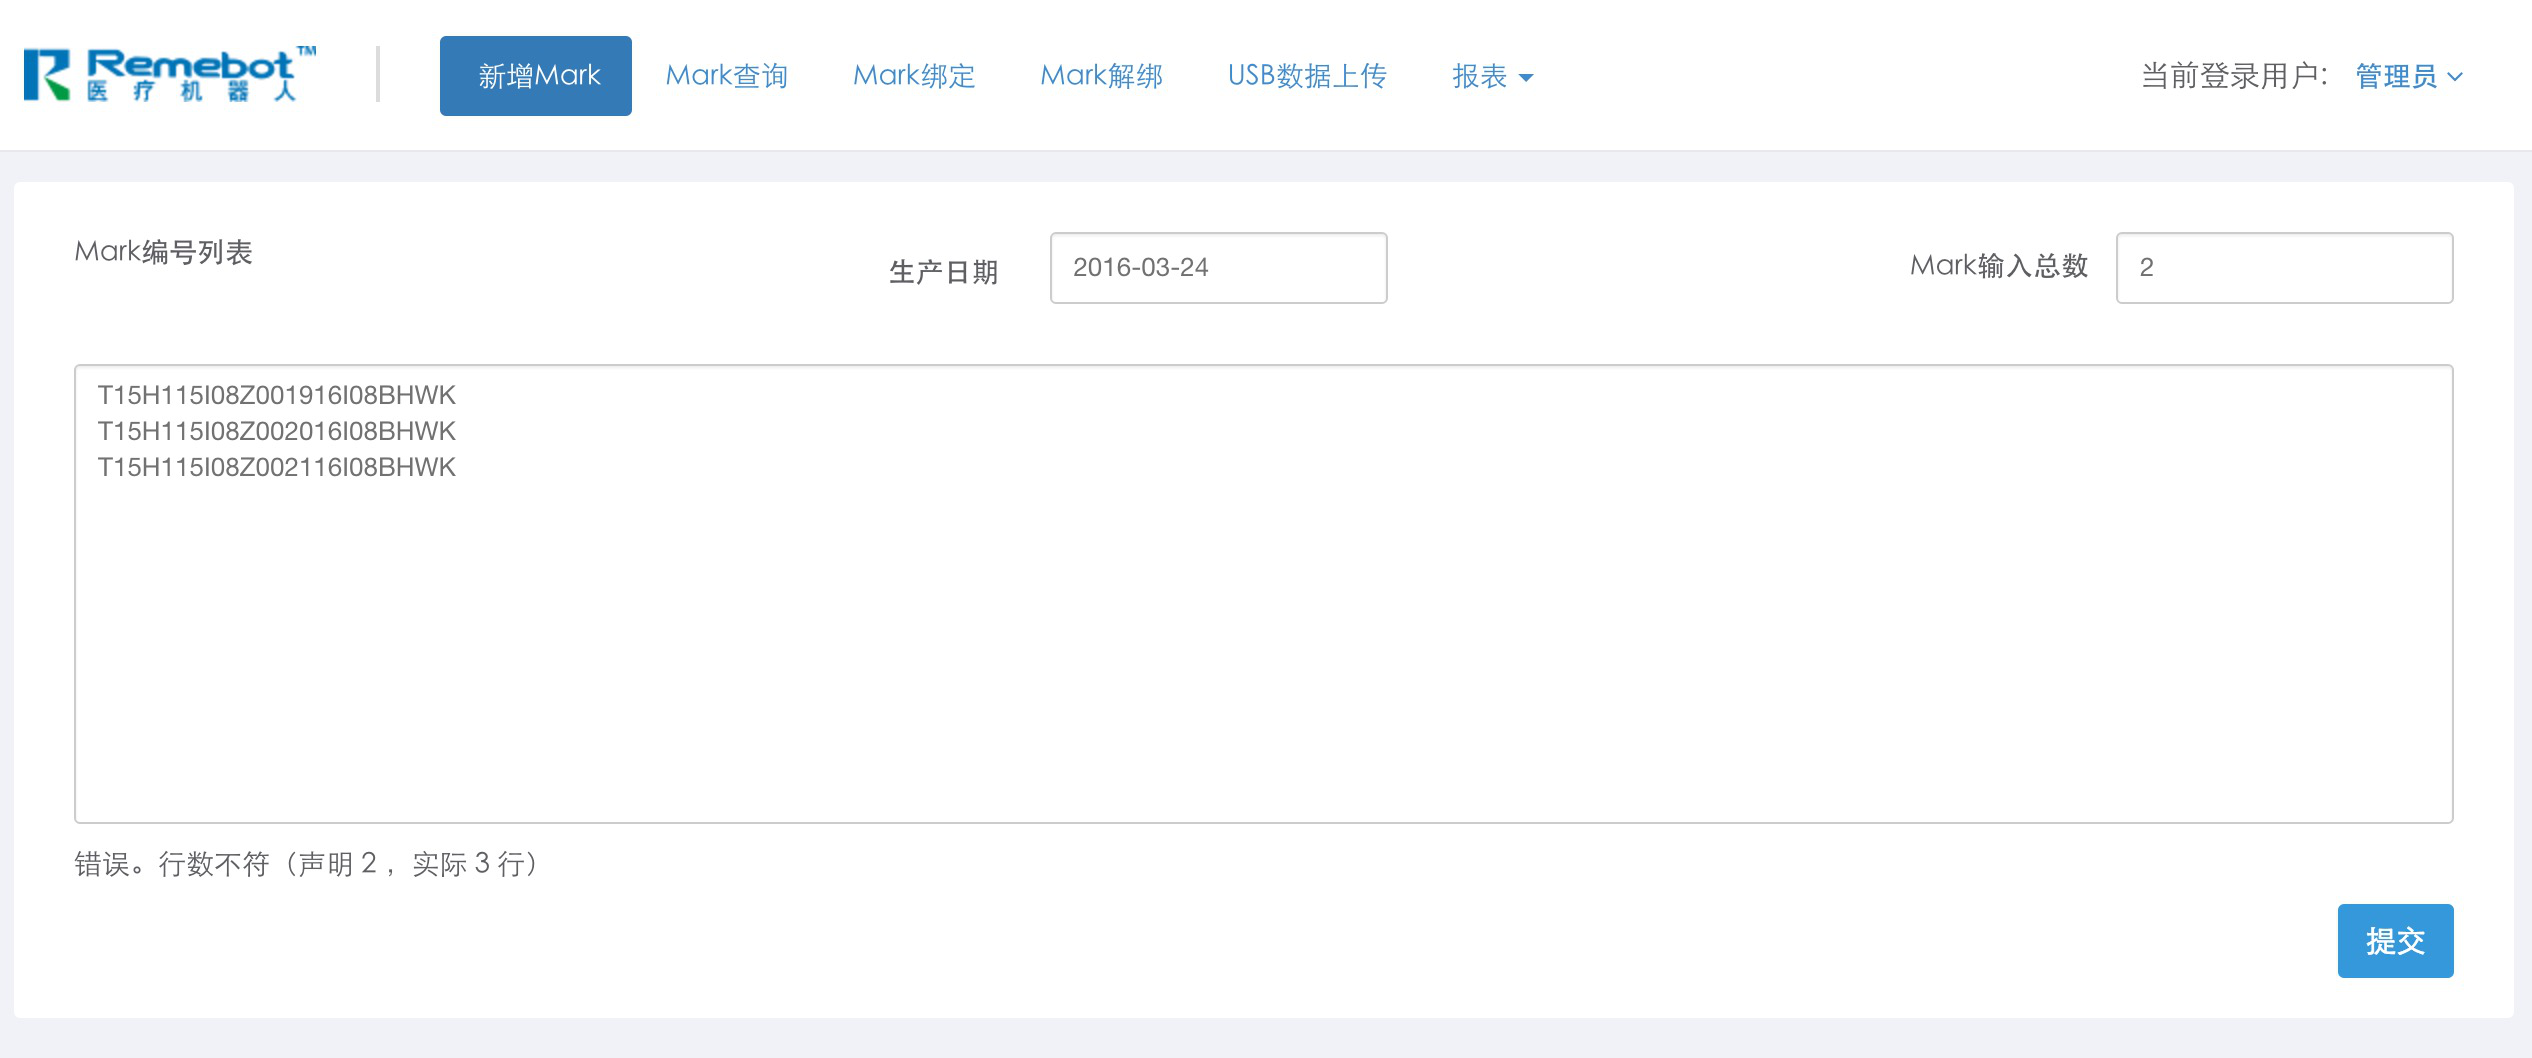 Remebot™
医疗机器人
新增Mark
Mark查询
Mark绑定
Mark解绑
USB数据上传
报表
当前登录用户:
管理员
Mark编号列表
生产日期
2016-03-24
Mark输入总数
2
T15H115I08Z001916I08BHWK
T15H115I08Z002016I08BHWK
T15H115I08Z002116I08BHWK
错误。行数不符（声明 2 ，实际 3 行）
提交